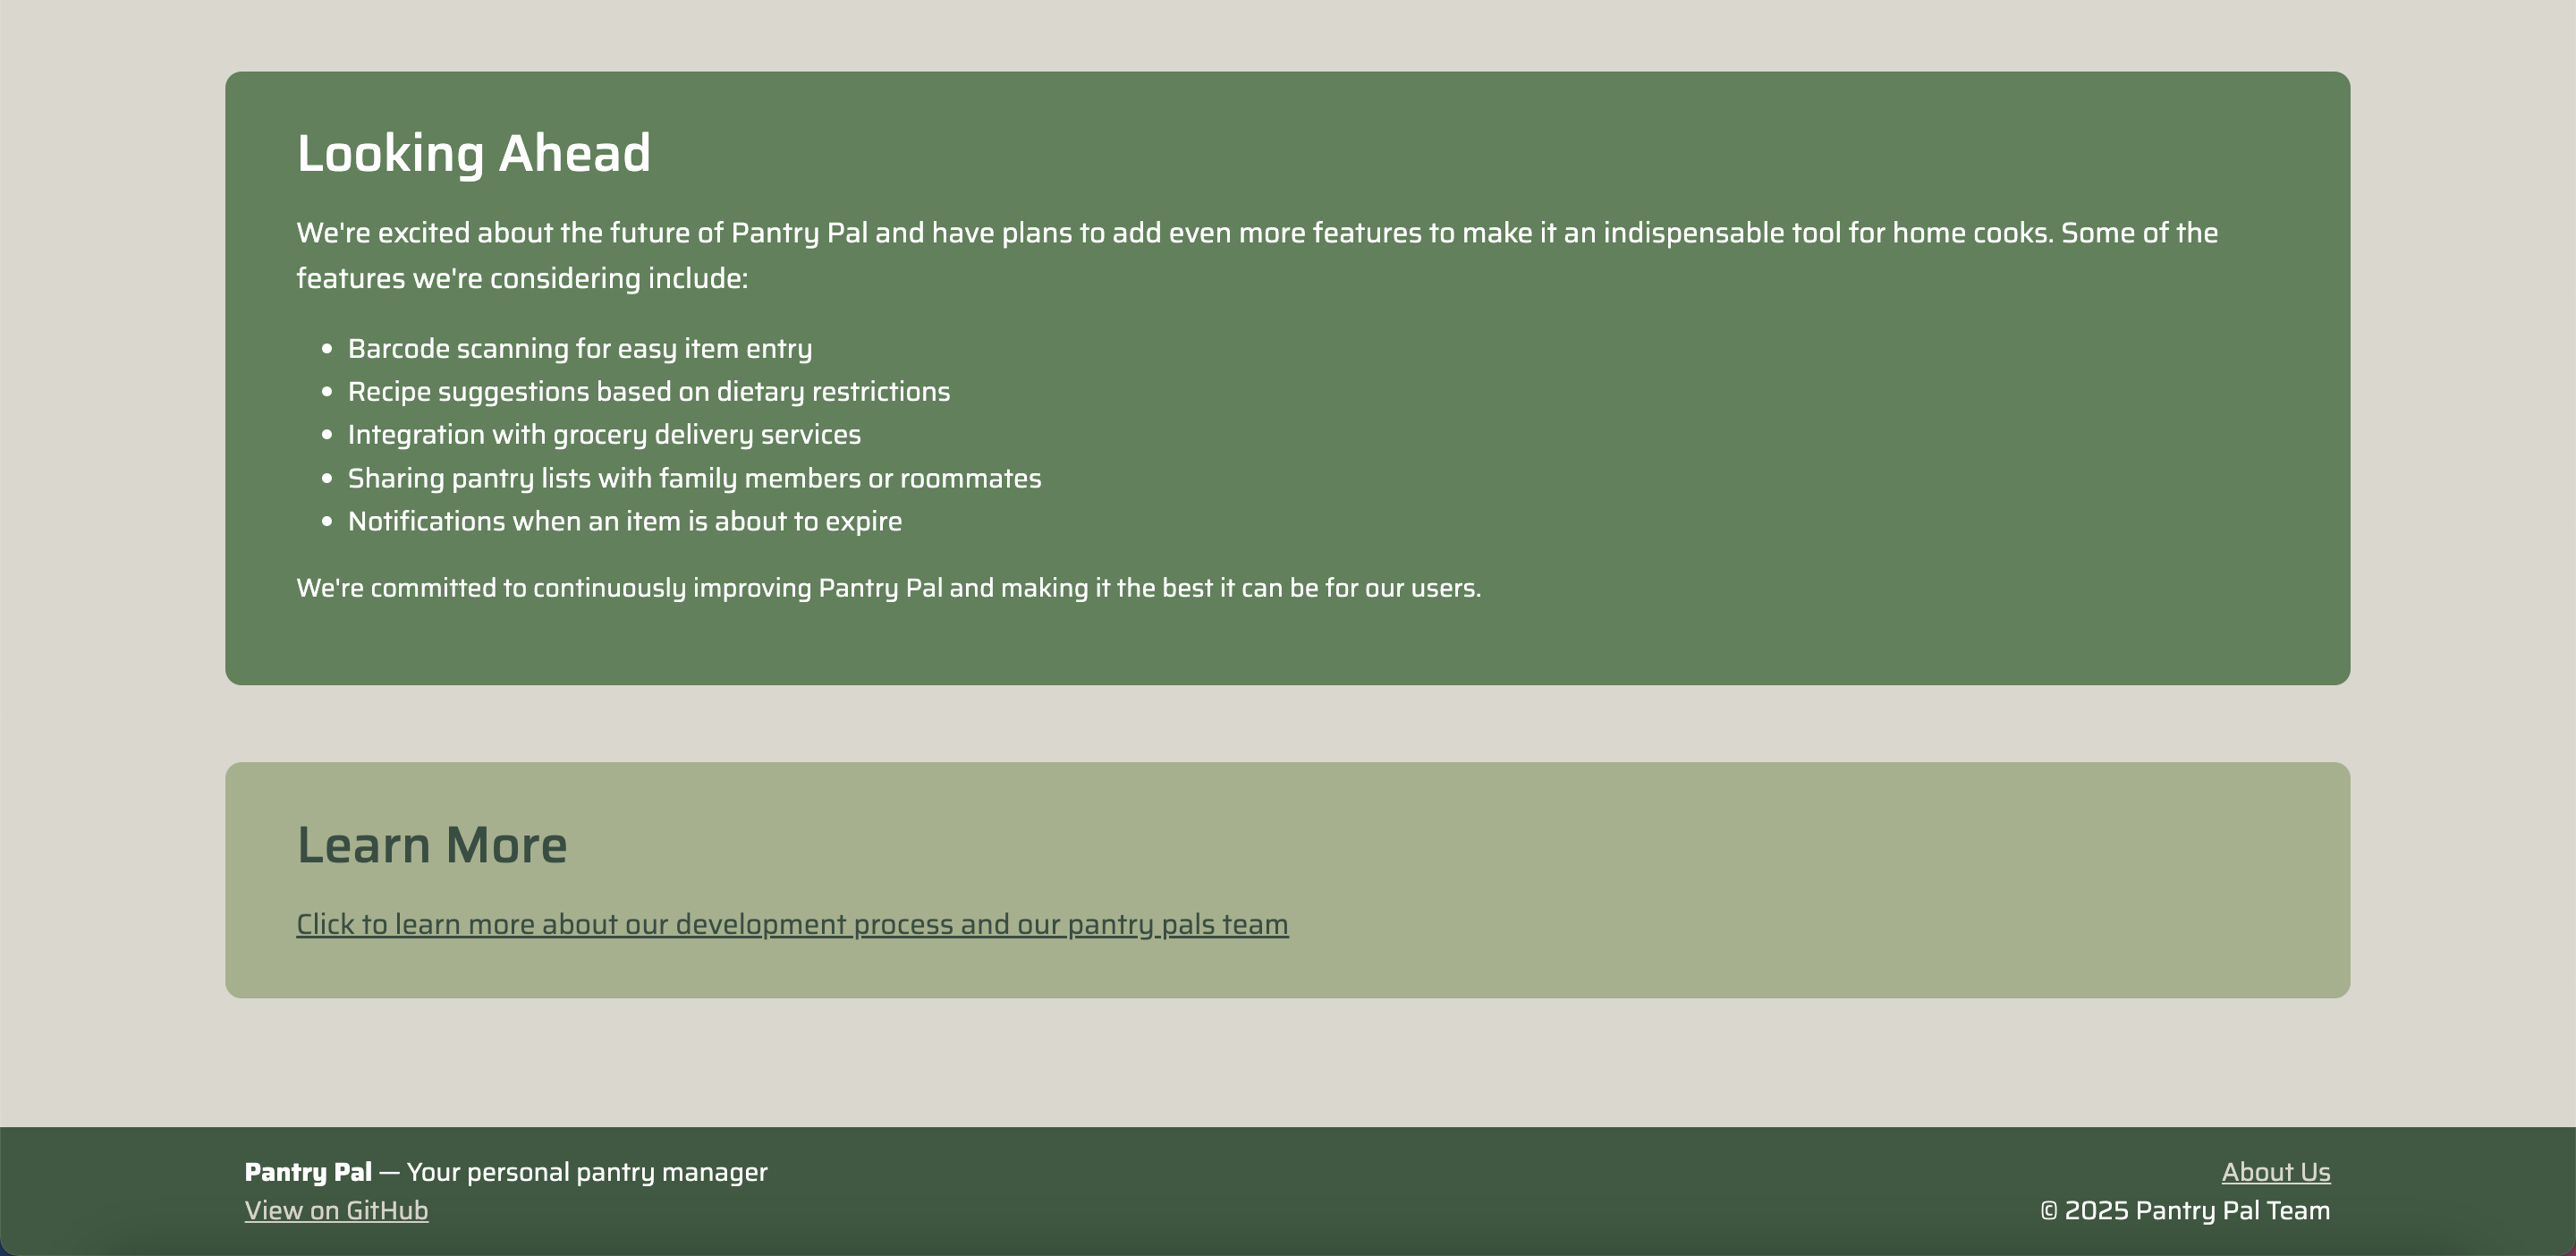 Looking Ahead
We're excited about the future of Pantry Pal and have plans to add even more features to make it an indispensable tool for home cooks. Some of the
features we're considering include:
• Barcode scanning for easy item entry
• Recipe suggestions based on dietary restrictions
• Integration with grocery delivery services
• Sharing pantry lists with family members or roommates
• Notifications when an item is about to expire
We're committed to continuously improving Pantry Pal and making it the best it can be for our users.
Learn More
Click to learn more about our development process and our pantry pals team
Pantry Pal — Your personal pantry manager
View on GitHub
About Us
© 2025 Pantry Pal Team